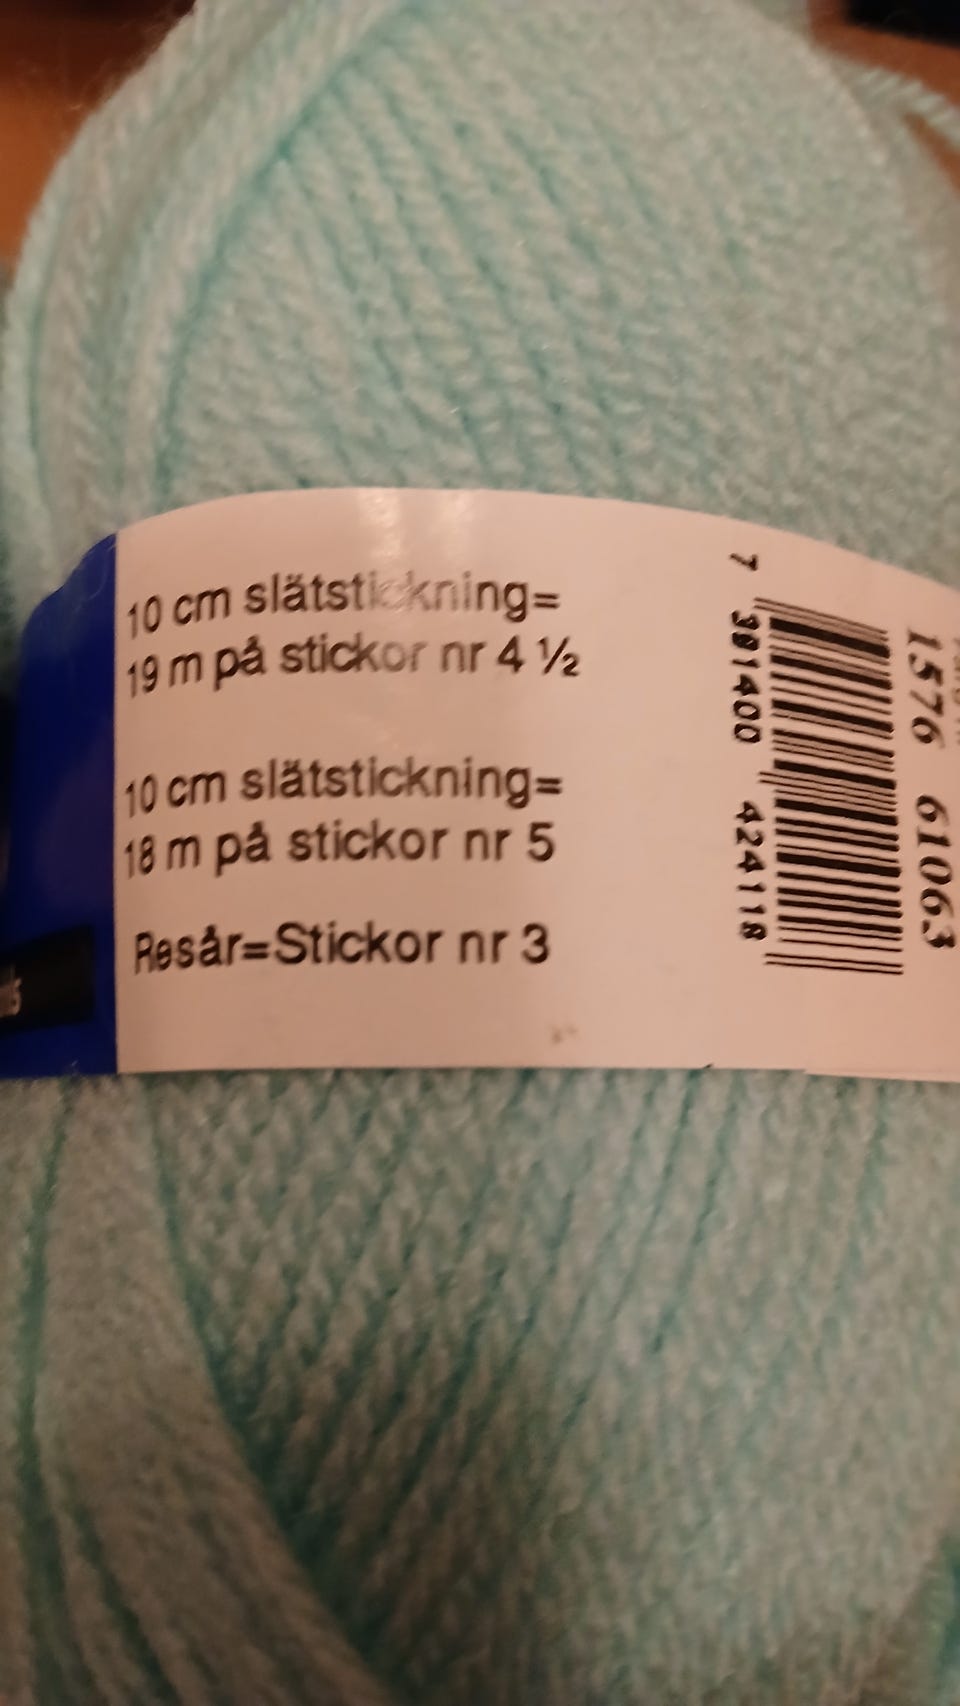 10 cm slätstickning=
19 m på stickor nr 4 ½
10 cm slätstickning=
18 m på stickor nr 5
Resår=Stickor nr 3
7 391400 424118
1576 61063